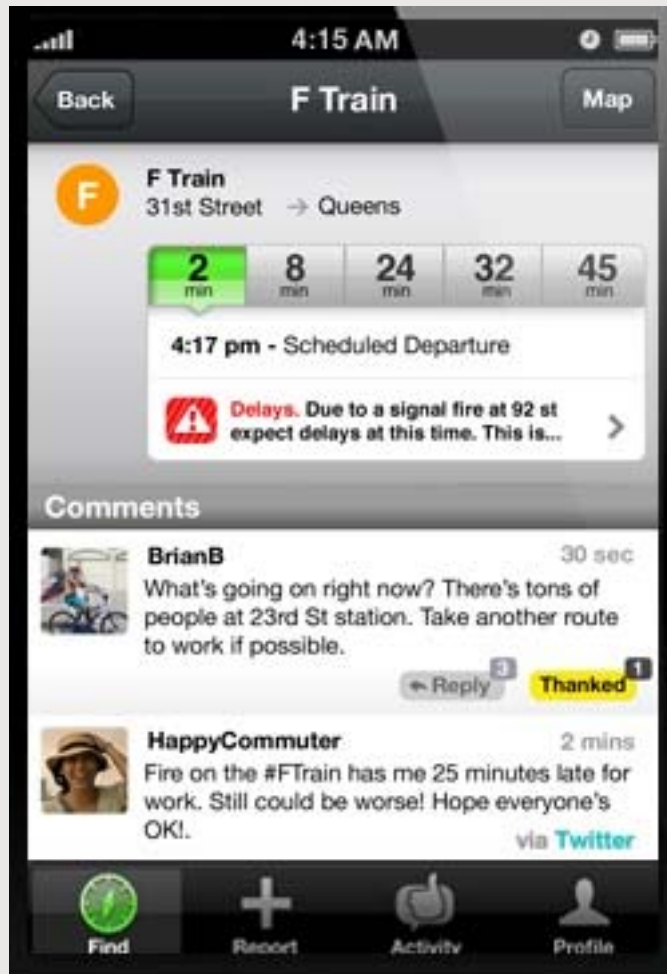 4:15 AM
Back
F Train
Map
F
F Train
31st Street → Queens
2 8 24 32 45
min min min min min
4:17 pm - Scheduled Departure
Delays. Due to a signal fire at 92 st
expect delays at this time. This is...
Comments
BrianB 30 sec
What's going on right now? There's tons of
people at 23rd St station. Take another route
to work if possible.
3 1
Reply Thanked
HappyCommuter 2 mins
Fire on the #FTrain has me 25 minutes late for
work. Still could be worse! Hope everyone's
OK!.
via Twitter
Find Report Activity Profile